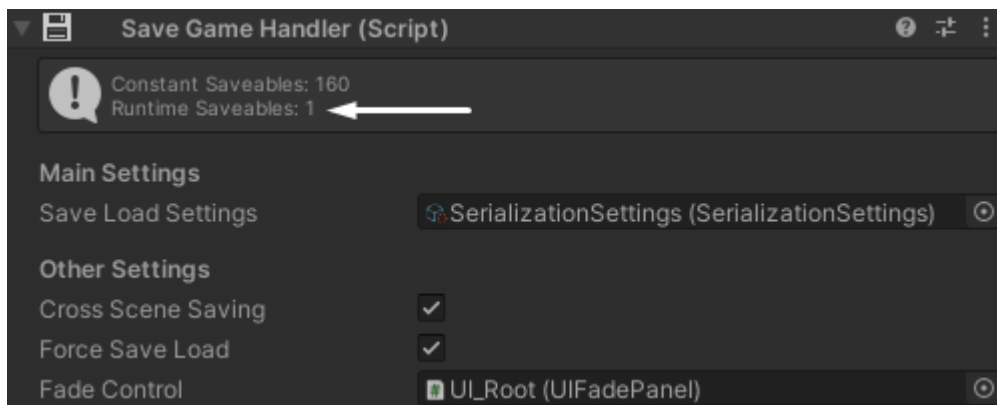 Save Game Handler (Script)
Constant Saveables: 160
Runtime Saveables: 1
Main Settings
Save Load Settings SerializationSettings (SerializationSettings)
Other Settings
Cross Scene Saving
Force Save Load
Fade Control UI_Root (UIFadePanel)